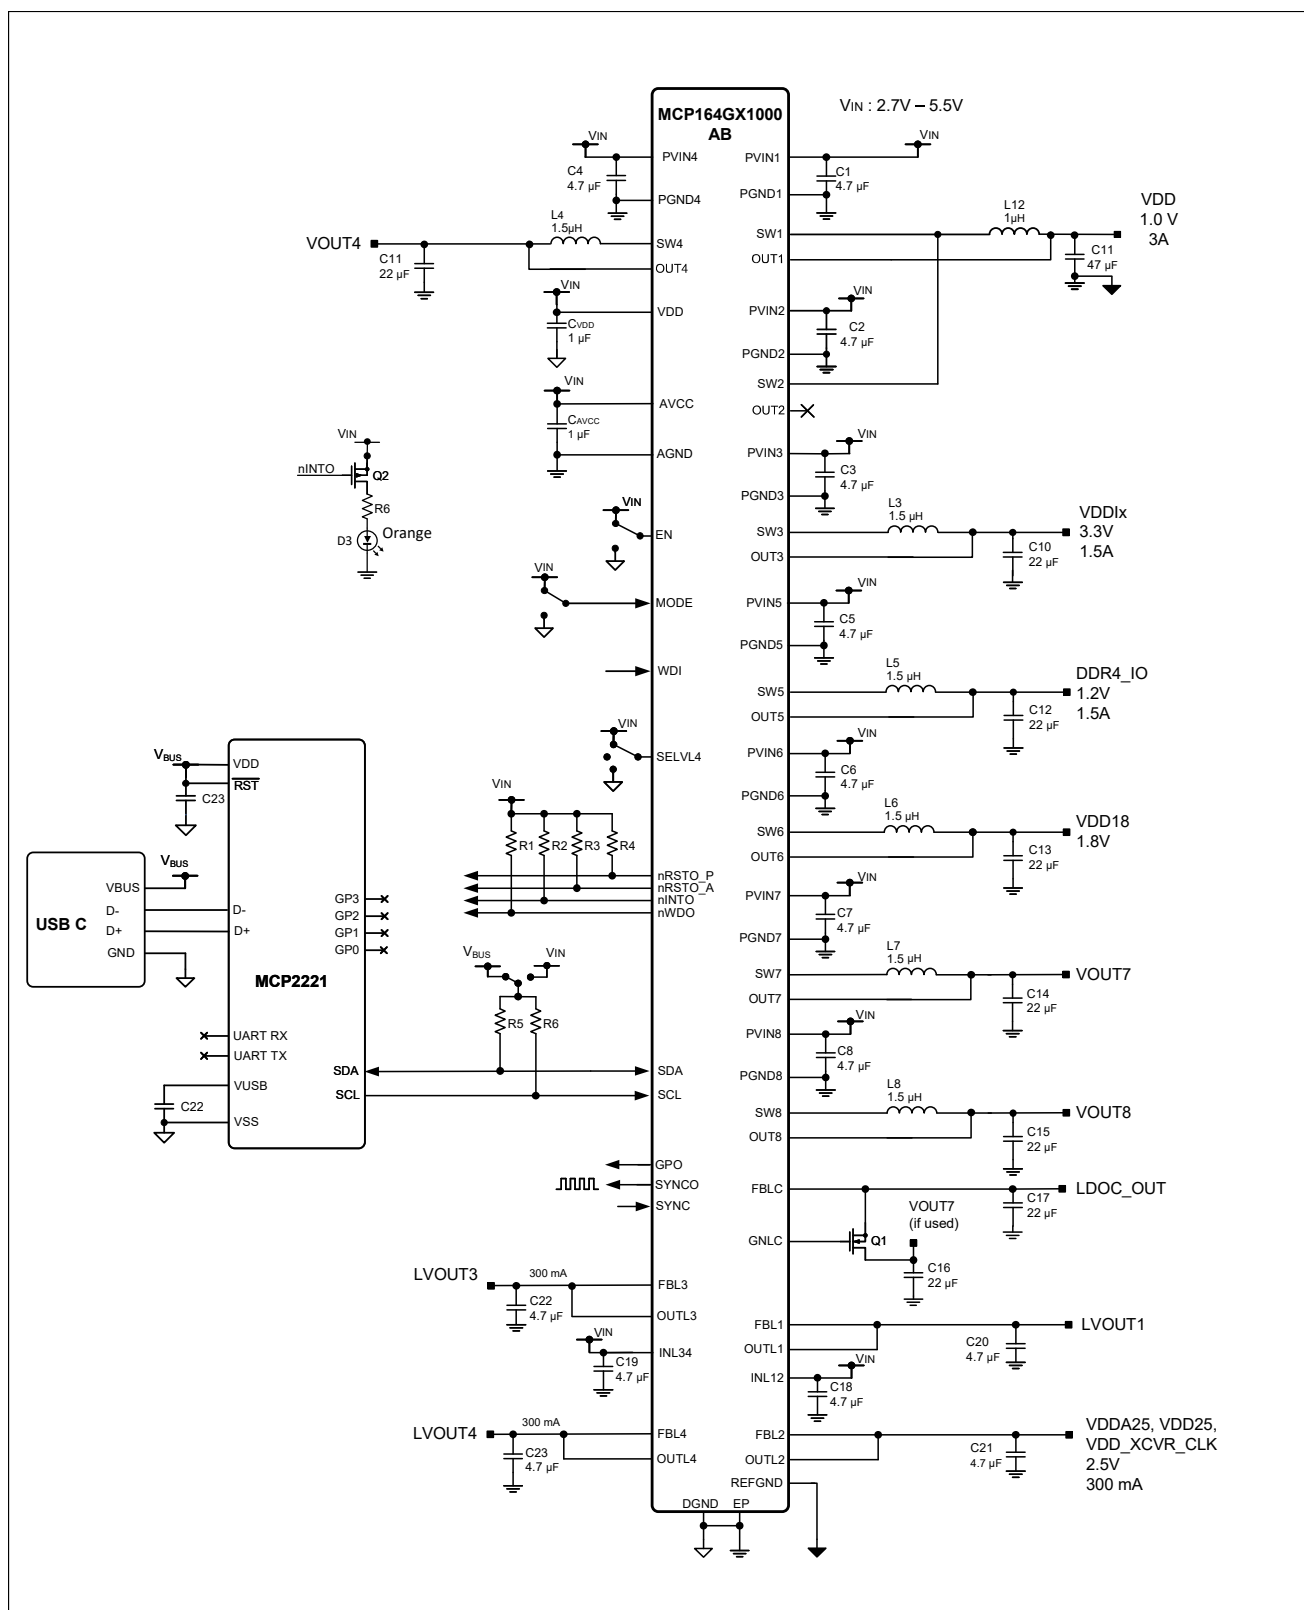 MCP164GX1000
AB
VIN : 2.7V – 5.5V
VIN
PVIN4
C4
4.7 µF
PGND4
L4
1.5µH
VOUT4
SW4
OUT4
C11
22 µF
VIN
VDD
CVDD
1 µF
VIN
AVCC
CAVCC
1 µF
AGND
VIN
nINTO
Q2
R6
D3
Orange
VIN
EN
VIN
MODE
WDI
VIN
SELVL4
VIN
R1
R2
R3
R4
nRSTO_P
nRSTO_A
nINTO
nWDO
VBUS
VDD
RST
C23
VBUS
USB C
VBUS
D-
D+
GND
D-
D+
GP3
GP2
GP1
GP0
MCP2221
UART RX
UART TX
SDA
SCL
VUSB
C22
VSS
VBUS
VIN
R5
R6
SDA
SCL
GPO
SYNCO
SYNC
LVOUT3
300 mA
FBL3
C22
4.7 µF
OUTL3
VIN
INL34
C19
4.7 µF
LVOUT4
300 mA
FBL4
C23
4.7 µF
OUTL4
DGND
EP
PVIN1
VIN
C1
4.7 µF
PGND1
SW1
L12
1µH
VDD
1.0 V
3A
OUT1
C11
47 µF
PVIN2
VIN
C2
4.7 µF
PGND2
SW2
OUT2
PVIN3
VIN
C3
4.7 µF
PGND3
L3
1.5 µH
SW3
OUT3
VDDIx
3.3V
1.5A
C10
22 µF
PVIN5
VIN
C5
4.7 µF
PGND5
L5
1.5 µH
SW5
OUT5
DDR4_IO
1.2V
1.5A
C12
22 µF
PVIN6
VIN
C6
4.7 µF
PGND6
L6
1.5 µH
SW6
OUT6
VDD18
1.8V
C13
22 µF
PVIN7
VIN
C7
4.7 µF
PGND7
L7
1.5 µH
SW7
OUT7
VOUT7
C14
22 µF
PVIN8
VIN
C8
4.7 µF
PGND8
L8
1.5 µH
SW8
OUT8
VOUT8
C15
22 µF
FBLC
LDOC_OUT
C17
22 µF
GNLC
Q1
VOUT7
(if used)
C16
22 µF
FBL1
OUTL1
LVOUT1
C20
4.7 µF
INL12
VIN
C18
4.7 µF
FBL2
OUTL2
C21
4.7 µF
VDDA25, VDD25,
VDD_XCVR_CLK
2.5V
300 mA
REFGND